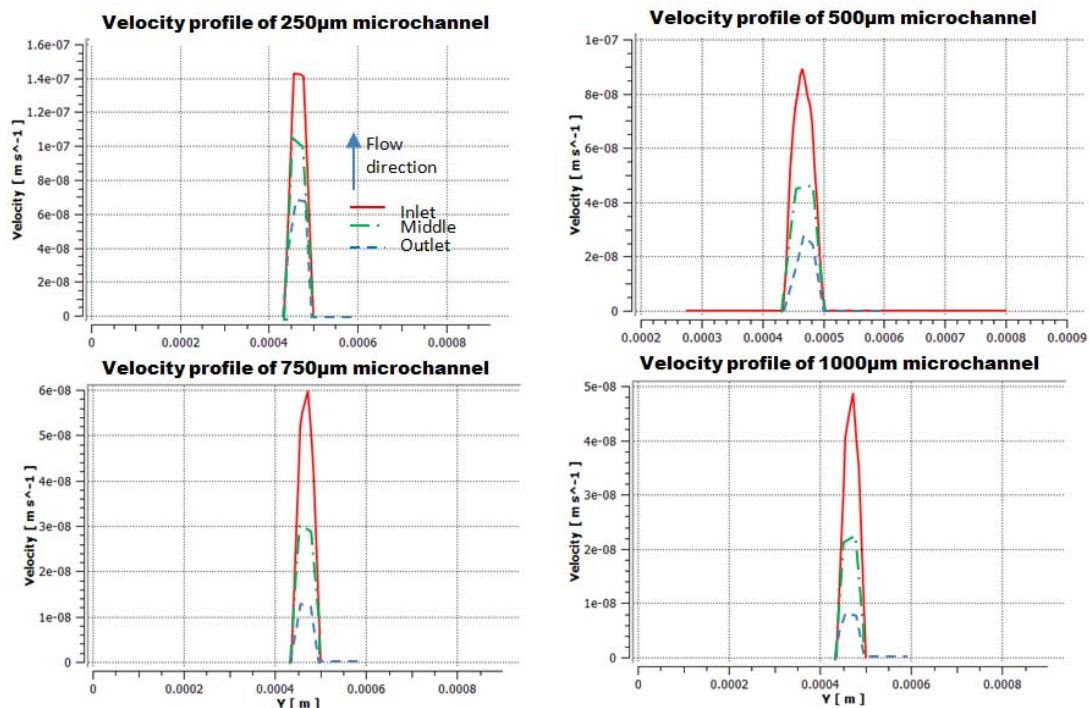 Velocity profile of 250µm microchannel
1.6e-07
1.4e-07
1.2e-07
1e-07
8e-08
6e-08
4e-08
2e-08
0
Velocity [ m s^-1 ]
0
0.0002
0.0004
0.0006
0.0008
Flow
direction
Inlet
Middle
Outlet
Velocity profile of 500µm microchannel
1e-07
8e-08
6e-08
4e-08
2e-08
0
Velocity [ m s^-1 ]
0.0002
0.0003
0.0004
0.0005
0.0006
0.0007
0.0008
0.0009
Velocity profile of 750µm microchannel
6e-08
5e-08
4e-08
3e-08
2e-08
1e-08
0
Velocity [ m s^-1 ]
0
0.0002
0.0004
0.0006
0.0008
Y [ m ]
Velocity profile of 1000µm microchannel
5e-08
4e-08
3e-08
2e-08
1e-08
0
Velocity [ m s^-1 ]
0
0.0002
0.0004
0.0006
0.0008
Y [ m ]